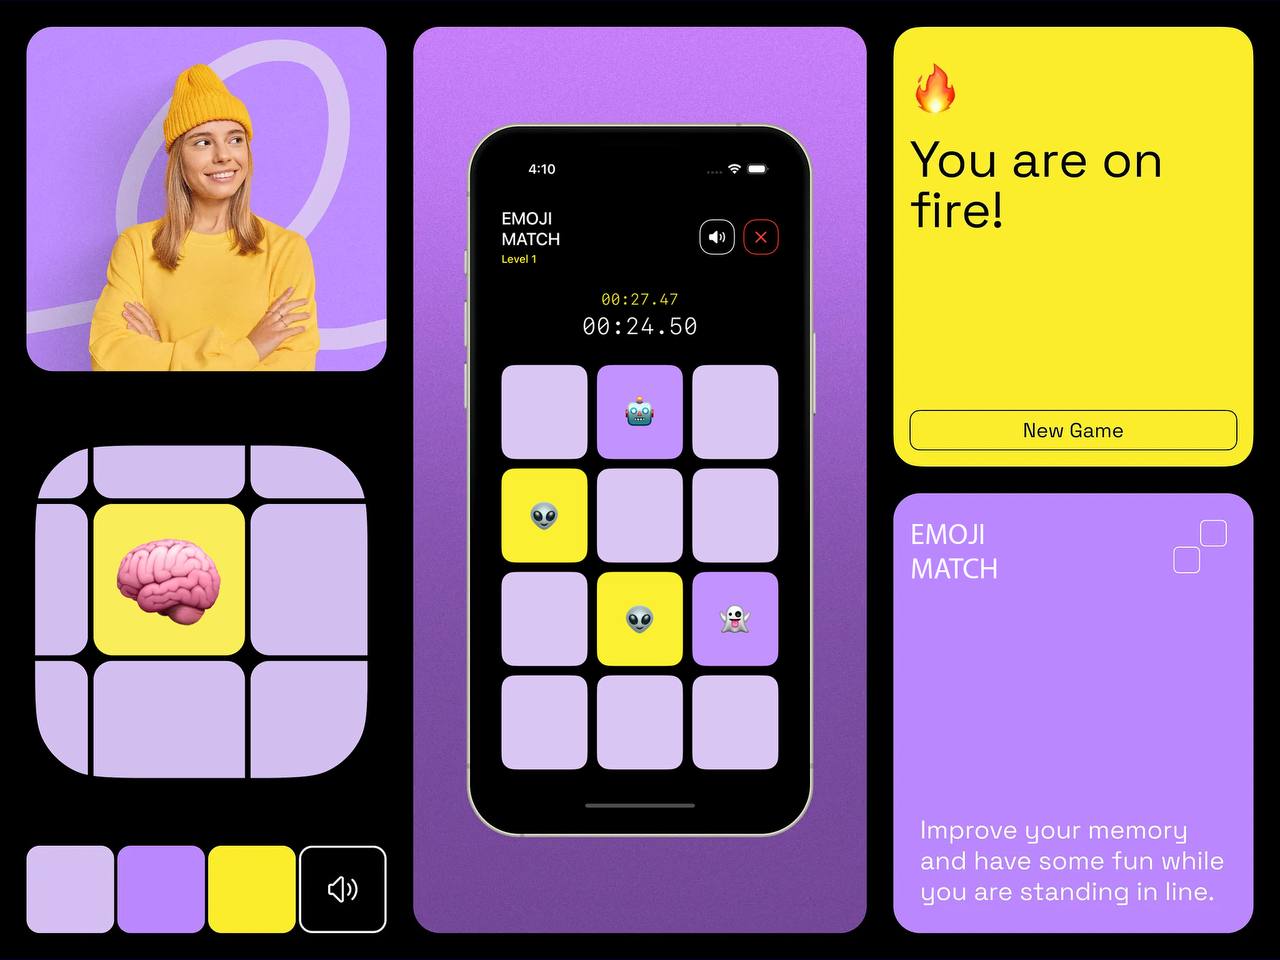 4:10
EMOJI
MATCH
Level 1
00:27.47
00:24.50
You are on
fire!
New Game
EMOJI
MATCH
Improve your memory
and have some fun while
you are standing in line.